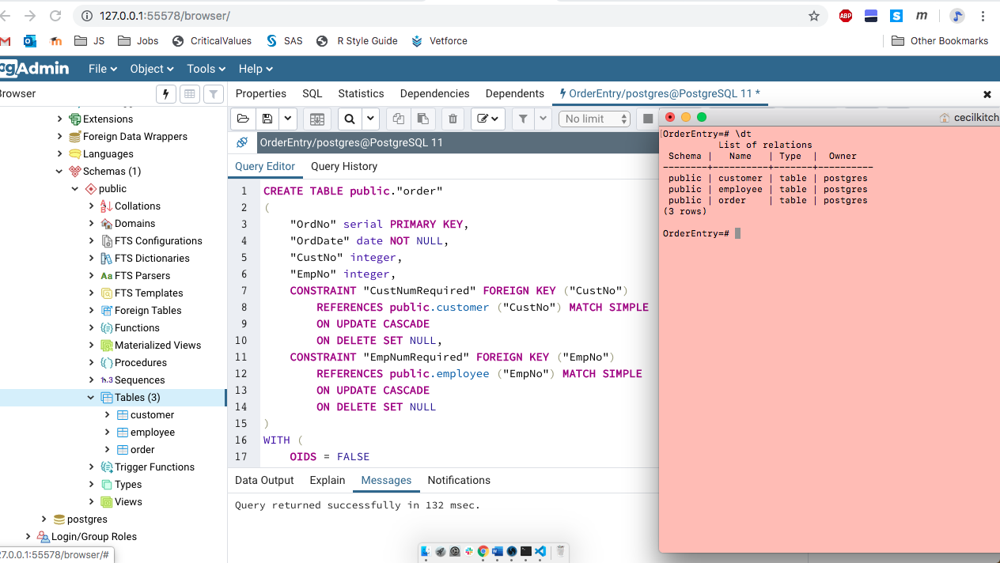 127.0.0.1:55578/browser/
ABP
S
m
JS
Jobs
CriticalValues
SAS
R Style Guide
Vetforce
Other Bookmarks
pgAdmin
File
Object
Tools
Help
Browser
Properties
SQL
Statistics
Dependencies
Dependents
OrderEntry/postgres@PostgreSQL 11 *
No limit
OrderEntry/postgres@PostgreSQL 11
Query Editor
Query History
Extensions
Foreign Data Wrappers
Languages
Schemas (1)
public
Collations
Domains
FTS Configurations
FTS Dictionaries
Aa FTS Parsers
FTS Templates
Foreign Tables
Functions
Materialized Views
Procedures
1..3 Sequences
Tables (3)
customer
employee
order
Trigger Functions
Types
Views
postgres
Login/Group Roles
27.0.0.1:55578/browser/#
1 CREATE TABLE public."order"
2 (
3 "OrdNo" serial PRIMARY KEY,
4 "OrdDate" date NOT NULL,
5 "CustNo" integer,
6 "EmpNo" integer,
7 CONSTRAINT "CustNumRequired" FOREIGN KEY ("CustNo")
8 REFERENCES public.customer ("CustNo") MATCH SIMPLE
9 ON UPDATE CASCADE
10 ON DELETE SET NULL,
11 CONSTRAINT "EmpNumRequired" FOREIGN KEY ("EmpNo")
12 REFERENCES public.employee ("EmpNo") MATCH SIMPLE
13 ON UPDATE CASCADE
14 ON DELETE SET NULL
15 )
16 WITH (
17 OIDS = FALSE
Data Output
Explain
Messages
Notifications
Query returned successfully in 132 msec.
cecilkitch
OrderEntry=# \dt
List of relations
Schema | Name | Type | Owner
--------+----------+-------+----------
public | customer | table | postgres
public | employee | table | postgres
public | order | table | postgres
(3 rows)
OrderEntry=#